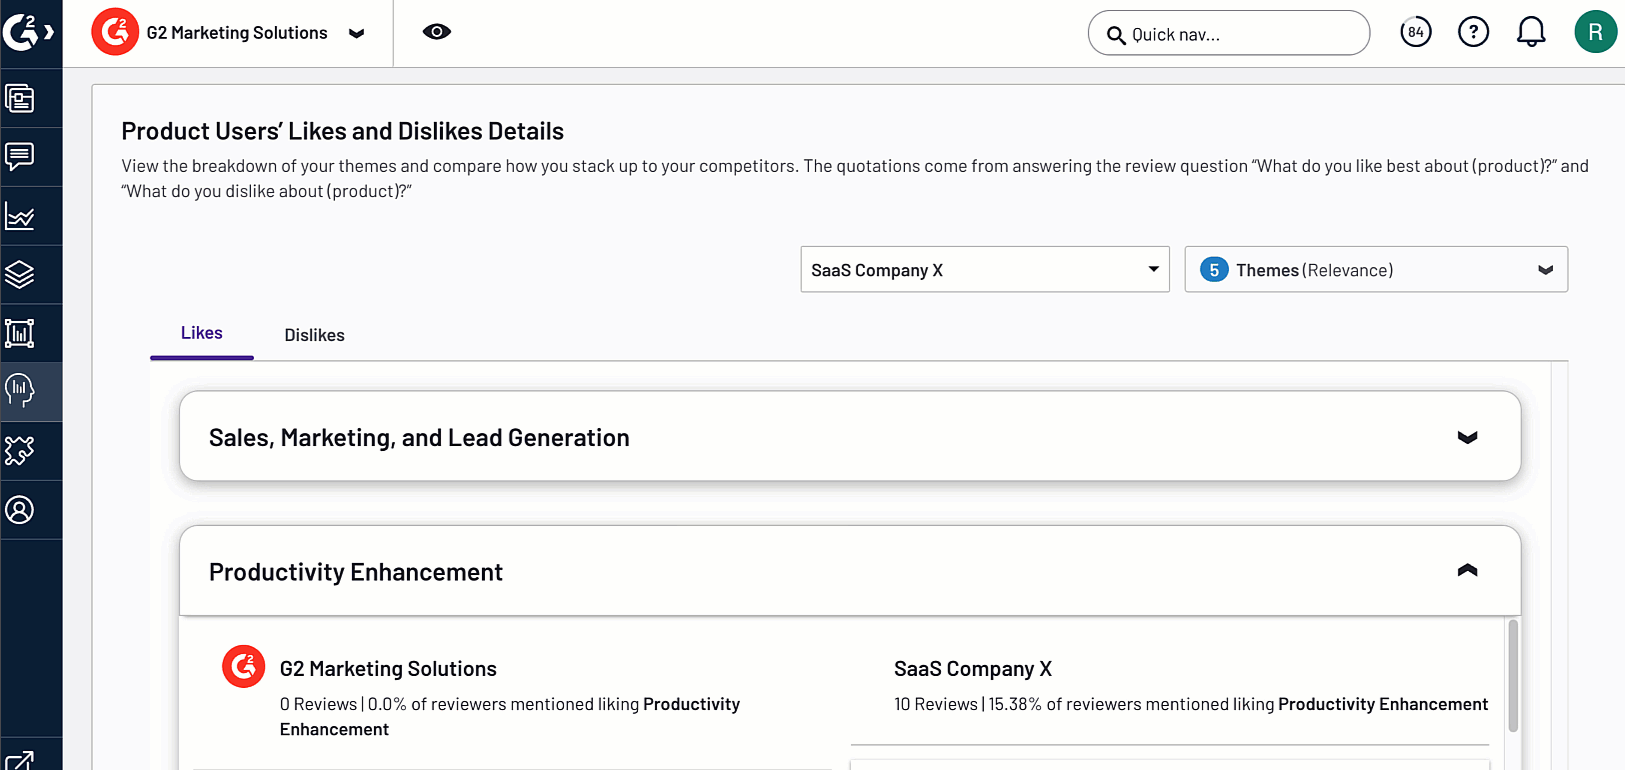 G2 Marketing Solutions
Quick nav...
84
?
R
Product Users’ Likes and Dislikes Details
View the breakdown of your themes and compare how you stack up to your competitors. The quotations come from answering the review question “What do you like best about (product)?” and
“What do you dislike about (product)?”
SaaS Company X
5 Themes (Relevance)
Likes
Dislikes
Sales, Marketing, and Lead Generation
Productivity Enhancement
G2 Marketing Solutions
0 Reviews | 0.0% of reviewers mentioned liking Productivity
Enhancement
SaaS Company X
10 Reviews | 15.38% of reviewers mentioned liking Productivity Enhancement